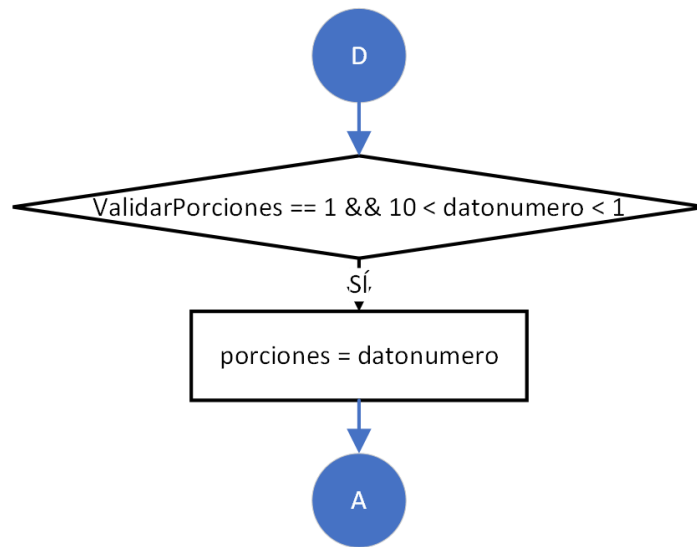 D
ValidarPorciones == 1 && 10 < datonumero < 1
SÍ
porciones = datonumero
A